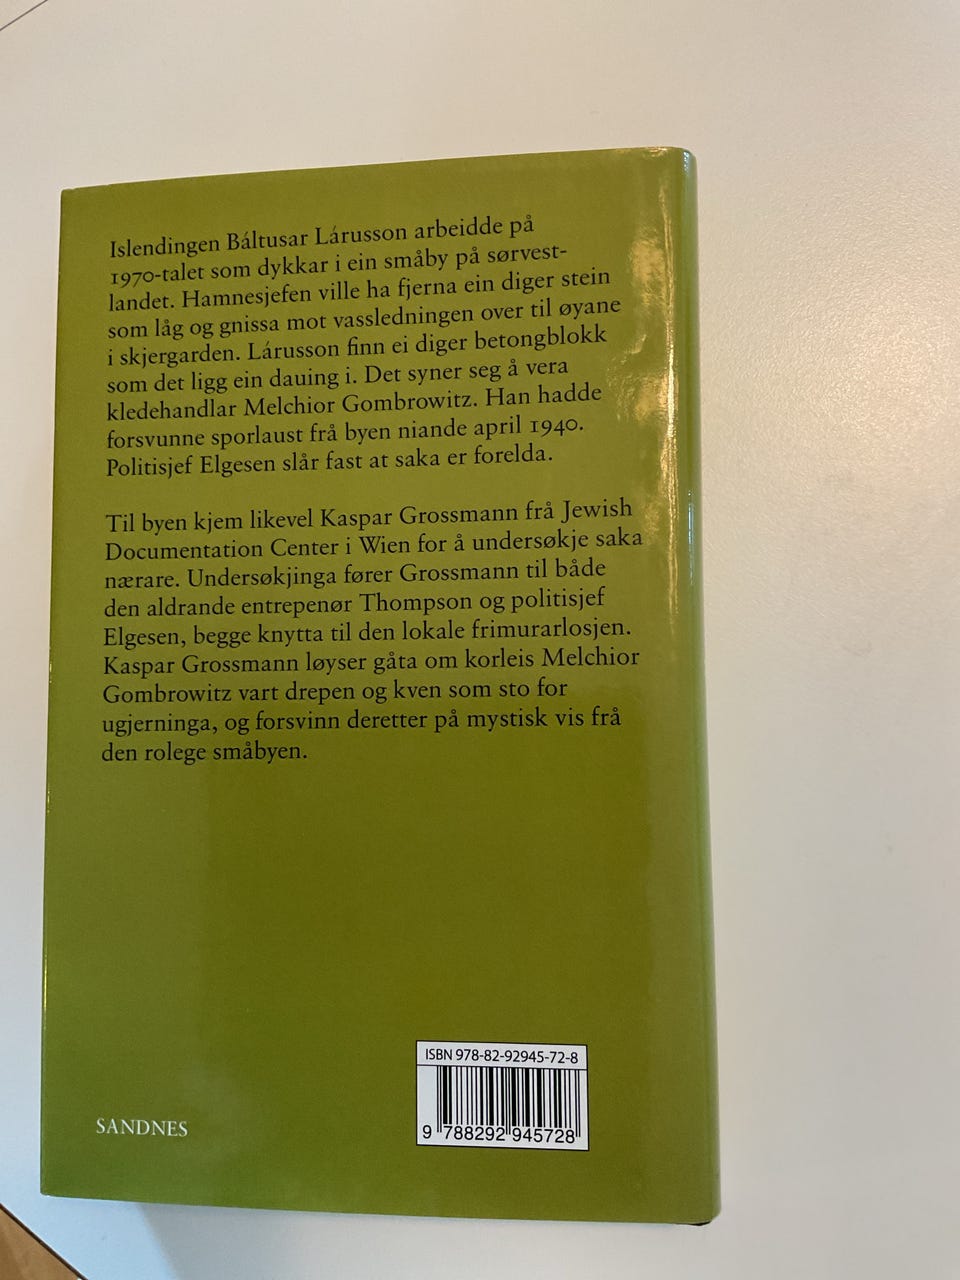 Islendingen Báltusar Lárusson arbeidde på
1970-talet som dykkar i ein småby på sørvest-
landet. Hamnesjefen ville ha fjerna ein diger stein
som låg og gnissa mot vassledningen over til øyane
i skjergarden. Lárusson finn ei diger betongblokk
som det ligg ein dauing i. Det syner seg å vera
kledehandlar Melchior Gombrowitz. Han hadde
forsvunne sporlaust frå byen niande april 1940.
Politisjef Elgesen slår fast at saka er forelda.
Til byen kjem likevel Kaspar Grossmann frå Jewish
Documentation Center i Wien for å undersøkje saka
nærare. Undersøkjinga fører Grossmann til både
den aldrande entrepenør Thompson og politisjef
Elgesen, begge knytta til den lokale frimurarlosjen.
Kaspar Grossmann løyser gåta om korleis Melchior
Gombrowitz vart drepen og kven som sto for
ugjerninga, og forsvinn deretter på mystisk vis frå
den rolege småbyen.
ISBN 978-82-92945-72-8
9 788292 945728
SANDNES